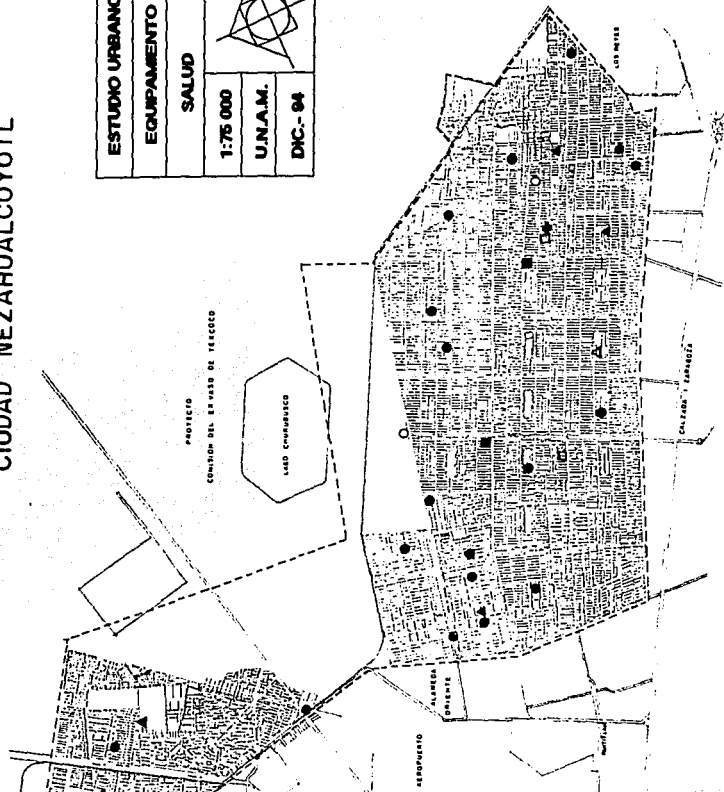 CIUDAD NEZAHUALCOYOTL
ESTUDIO URBANO
EQUIPAMIENTO
SALUD
1:75 000
U.N.A.M.
DIC.- 94
PROYECTO
COMISION DEL EX VASO DE TEXCOCO
LAGO CHURUBUSCO
LOS REYES
CALZADA I ZARAGOZA
ALAMEDA
ORIENTE
AEROPUERTO